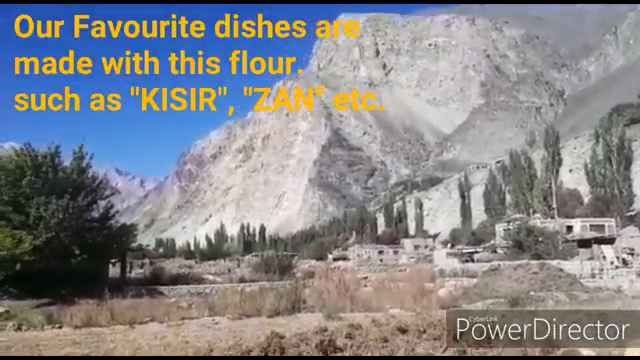 Our Favourite dishes are
made with this flour.
such as "KISIR", "ZAN" etc.
CyberLink
PowerDirector